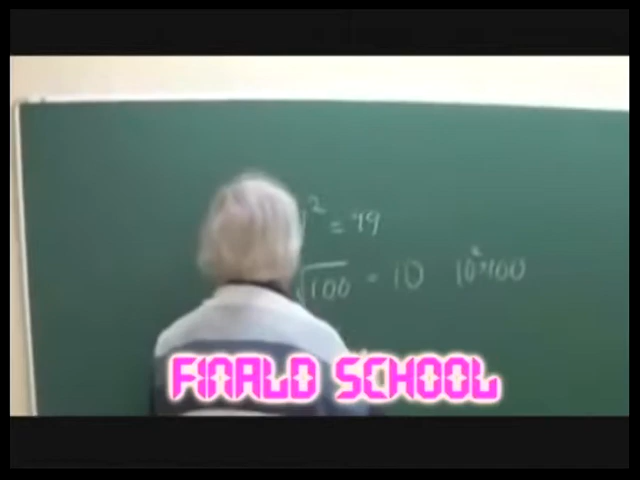 ² = 49
√100 = 10 10²=100
FINALD SCHOOL